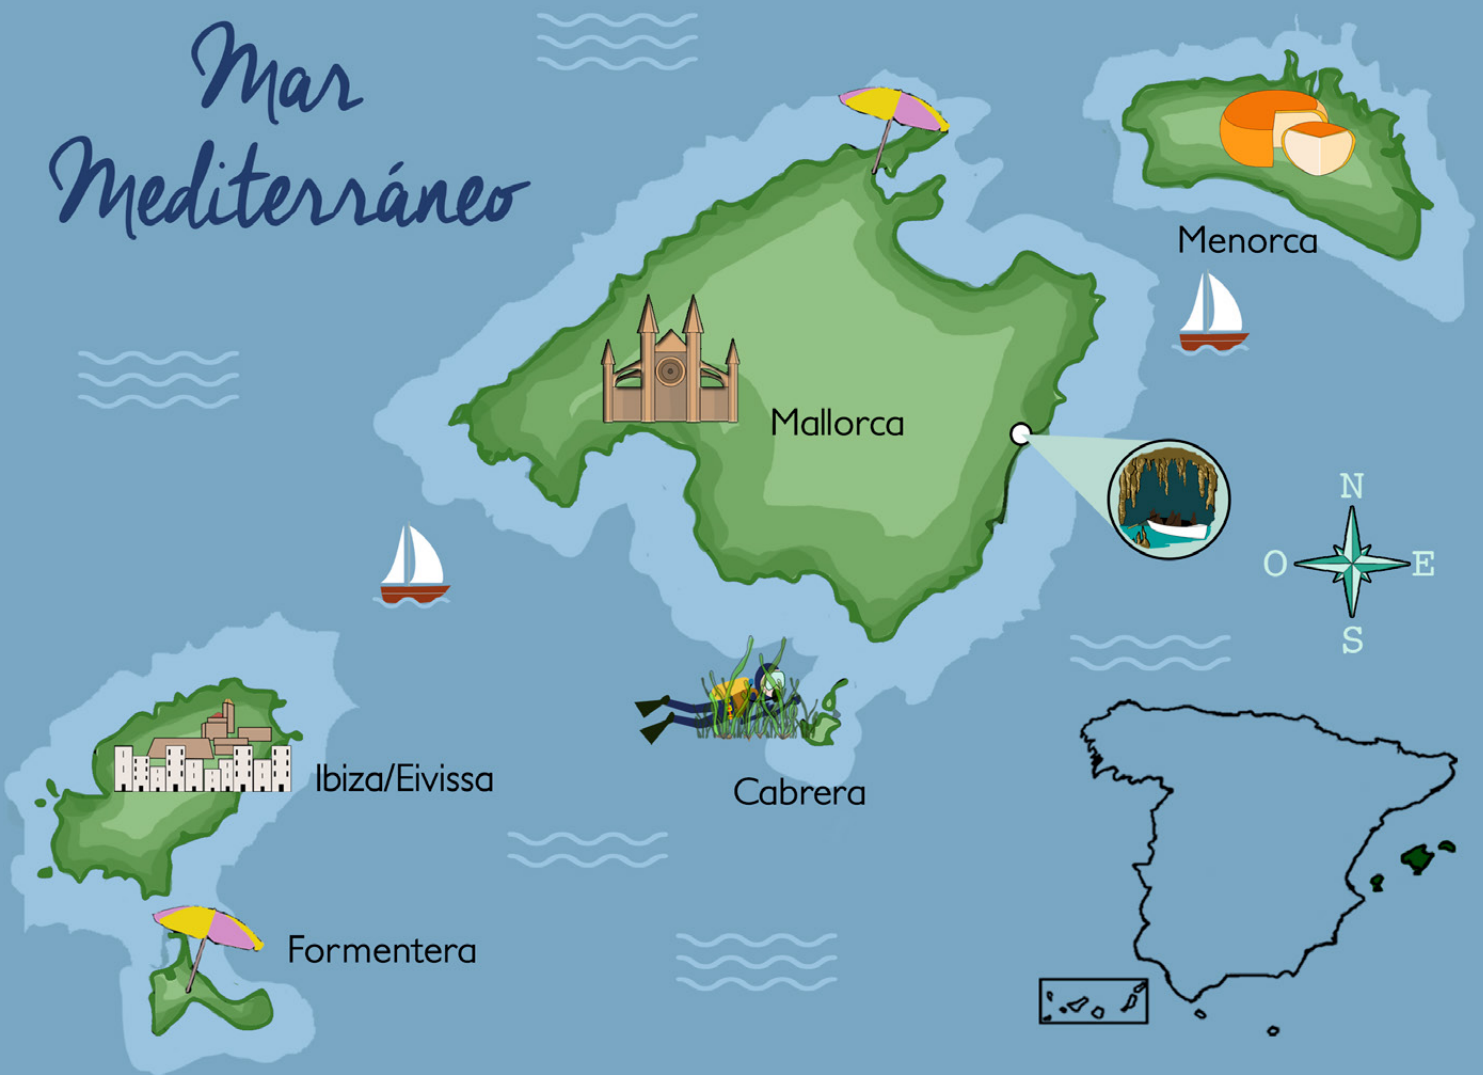 Mar
Mediterráneo
Menorca
Mallorca
N
O
E
S
Ibiza/Eivissa
Cabrera
Formentera